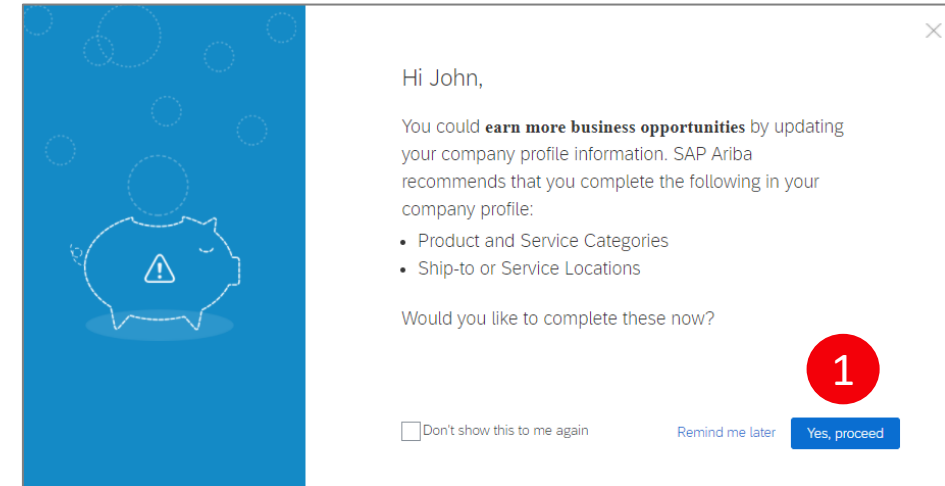 Hi John,
You could earn more business opportunities by updating
your company profile information. SAP Ariba
recommends that you complete the following in your
company profile:
• Product and Service Categories
• Ship-to or Service Locations
Would you like to complete these now?
1
Don't show this to me again
Remind me later
Yes, proceed